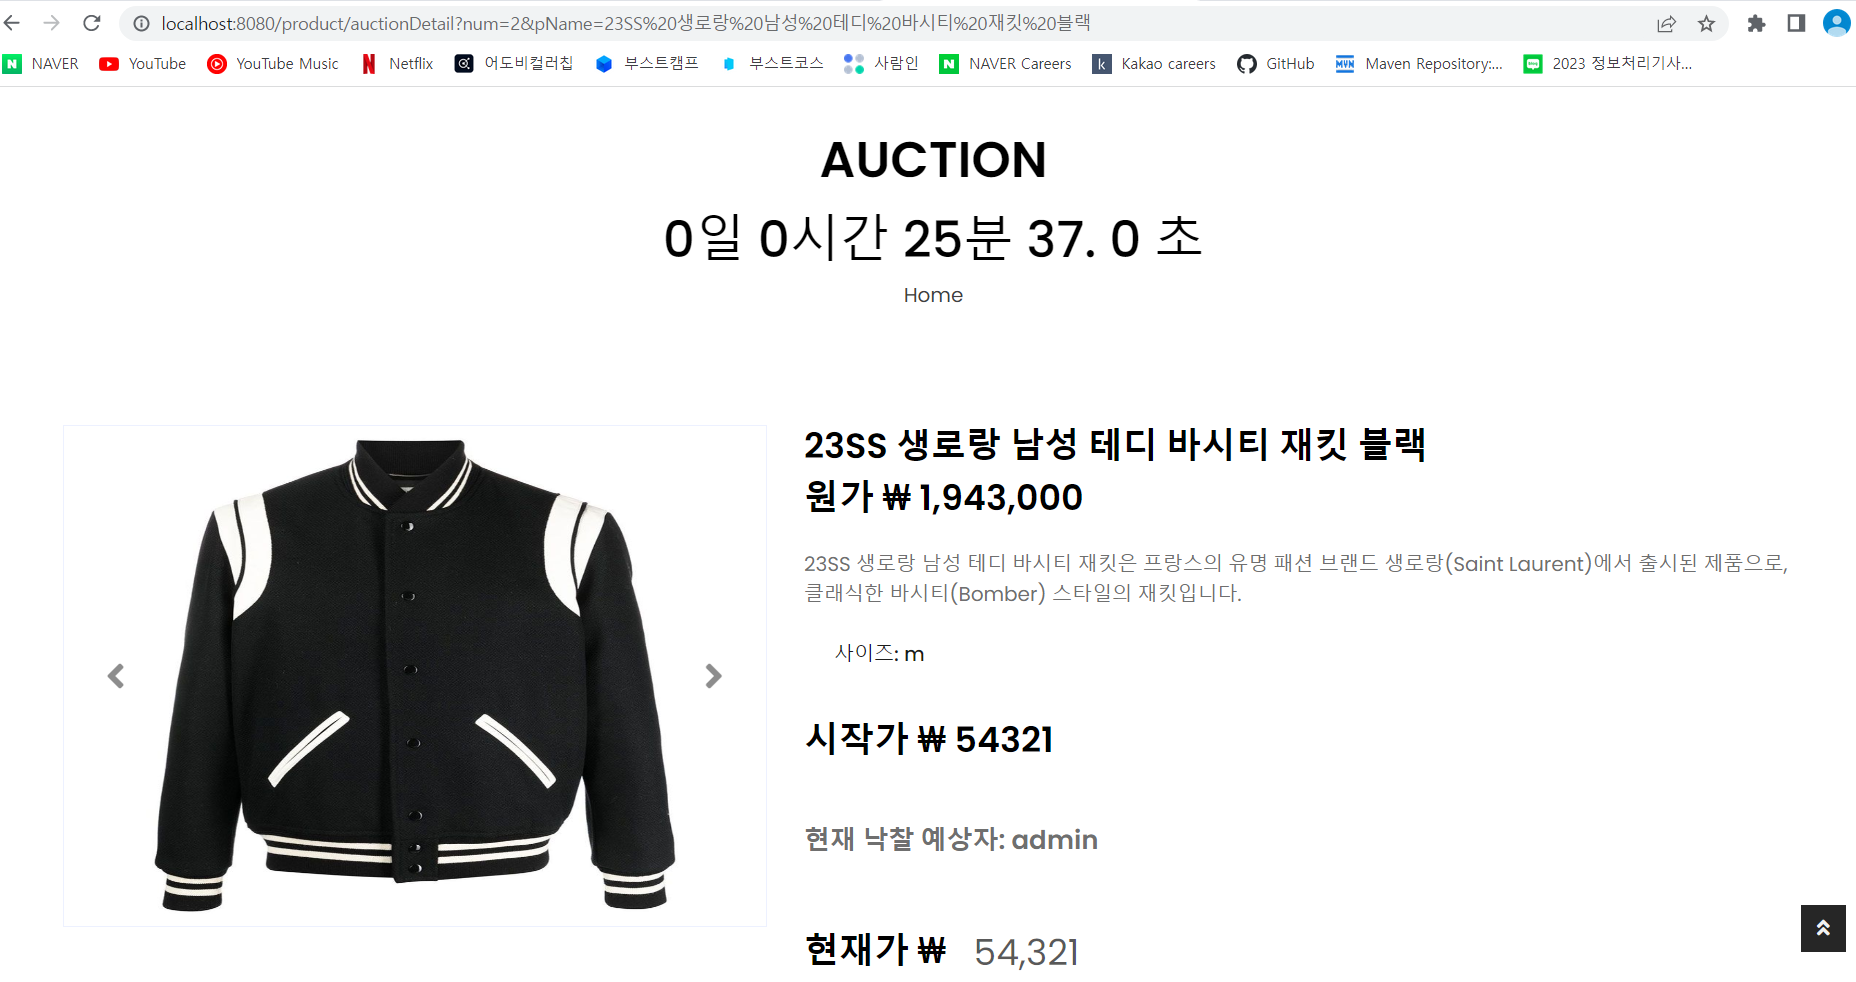 localhost:8080/product/auctionDetail?num=2&pName=23SS%20생로랑%20남성%20테디%20바시티%20재킷%20블랙
NAVER YouTube YouTube Music Netflix 어도비컬러칩 부스트캠프 부스트코스 사람인 NAVER Careers Kakao careers GitHub Maven Repository:... 2023 정보처리기사...
AUCTION
0일 0시간 25분 37. 0 초
Home
23SS 생로랑 남성 테디 바시티 재킷 블랙
원가 ₩ 1,943,000
23SS 생로랑 남성 테디 바시티 재킷은 프랑스의 유명 패션 브랜드 생로랑(Saint Laurent)에서 출시된 제품으로,
클래식한 바시티(Bomber) 스타일의 재킷입니다.
사이즈: m
시작가 ₩ 54321
현재 낙찰 예상자: admin
현재가 ₩ 54,321